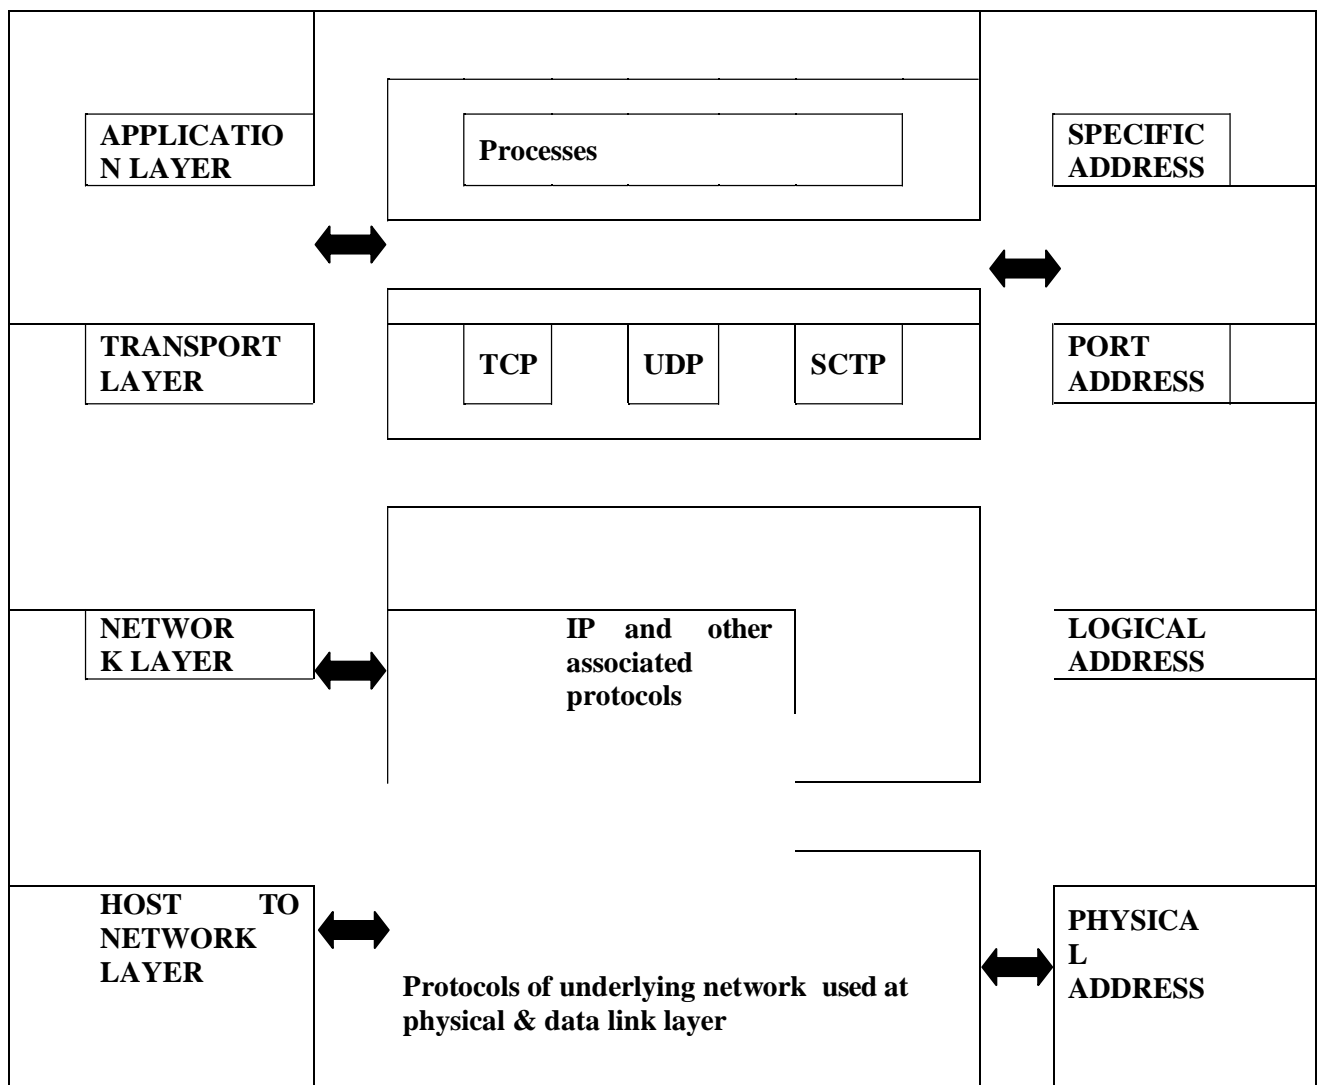 APPLICATIO
N LAYER
Processes
SPECIFIC
ADDRESS
TRANSPORT
LAYER
TCP
UDP
SCTP
PORT
ADDRESS
NETWOR
K LAYER
IP and other
associated
protocols
LOGICAL
ADDRESS
HOST TO
NETWORK
LAYER
Protocols of underlying network used at
physical & data link layer
PHYSICA
L
ADDRESS